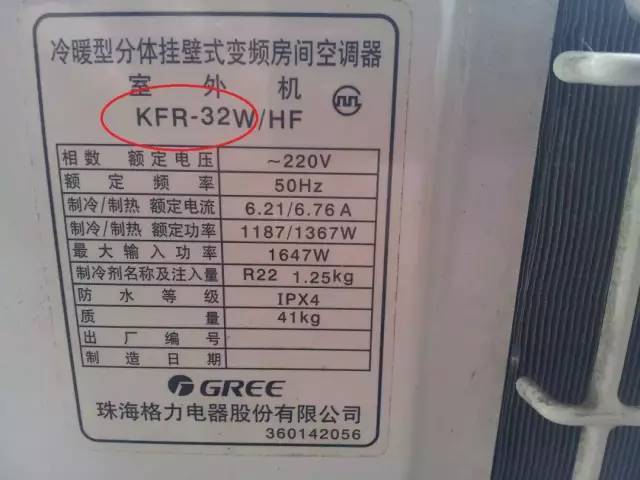 冷暖型分体挂壁式变频房间空调器
室外机
KFR-32W/HF
相数 额定电压 ~220V
额定频率 50Hz
制冷/制热 额定电流 6.21/6.76A
制冷/制热 额定功率 1187/1367W
最大输入功率 1647W
制冷剂名称及注入量 R22 1.25kg
防水等级 IPX4
质量 41kg
出厂编号
制造日期
GREE
珠海格力电器股份有限公司
360142056